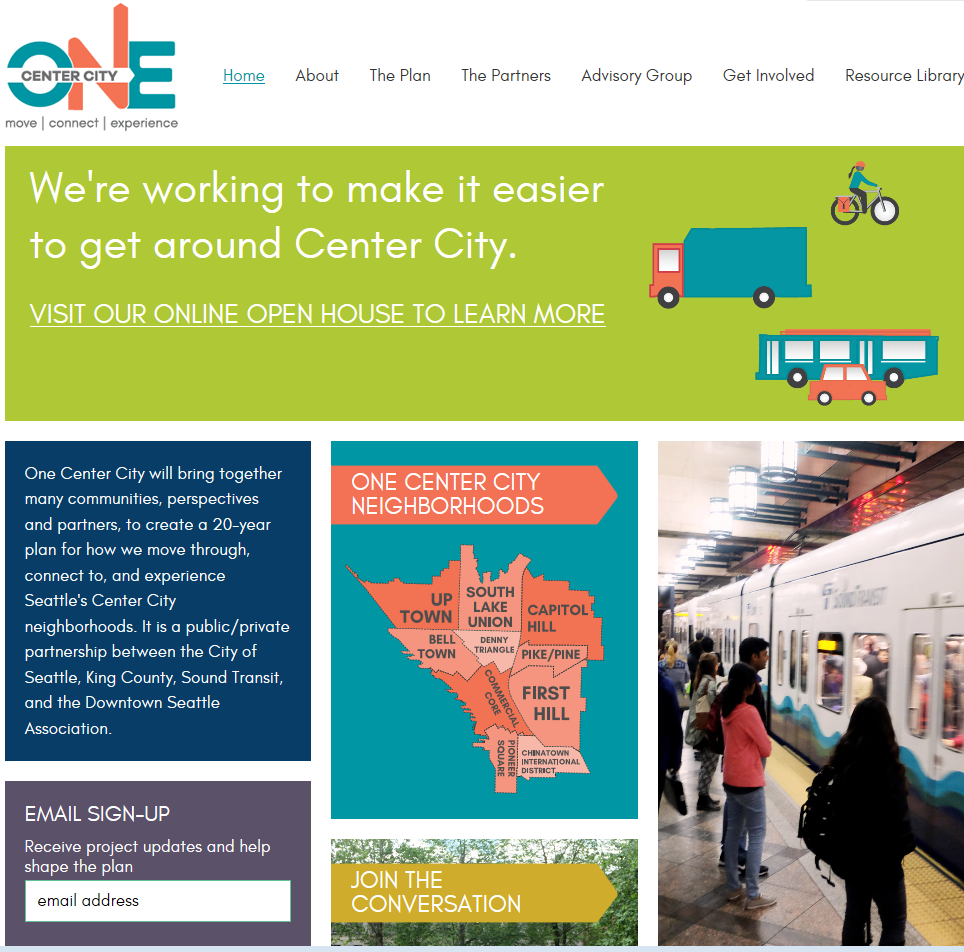 ONE
CENTER CITY
move | connect | experience
Home About The Plan The Partners Advisory Group Get Involved Resource Library
We're working to make it easier
to get around Center City.
VISIT OUR ONLINE OPEN HOUSE TO LEARN MORE
One Center City will bring together
many communities, perspectives
and partners, to create a 20-year
plan for how we move through,
connect to, and experience
Seattle's Center City
neighborhoods. It is a public/private
partnership between the City of
Seattle, King County, Sound Transit,
and the Downtown Seattle
Association.
EMAIL SIGN-UP
Receive project updates and help
shape the plan
email address
ONE CENTER CITY
NEIGHBORHOODS
UP
TOWN
SOUTH
LAKE
UNION
CAPITOL
HILL
BELL
TOWN
DENNY
TRIANGLE
PIKE/PINE
COMMERCIAL
CORE
FIRST
HILL
PIONEER
SQUARE
CHINATOWN
INTERNATIONAL
DISTRICT
JOIN THE
CONVERSATION
SOUND TRANSIT